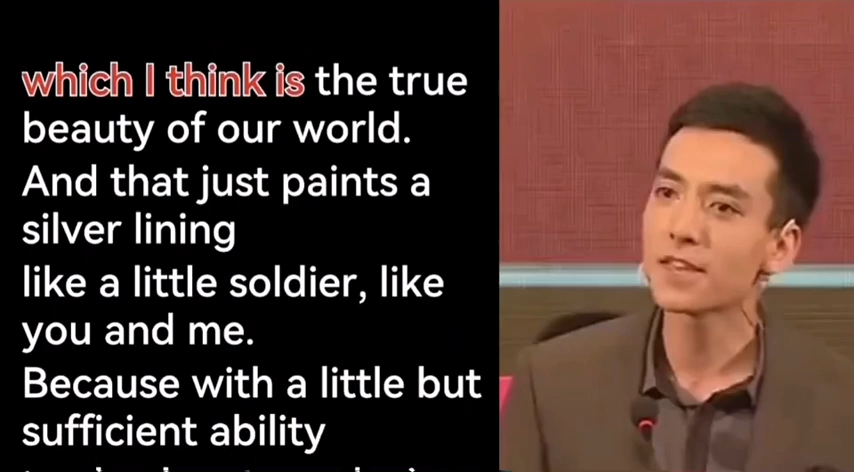 which I think is the true
beauty of our world.
And that just paints a
silver lining
like a little soldier, like
you and me.
Because with a little but
sufficient ability